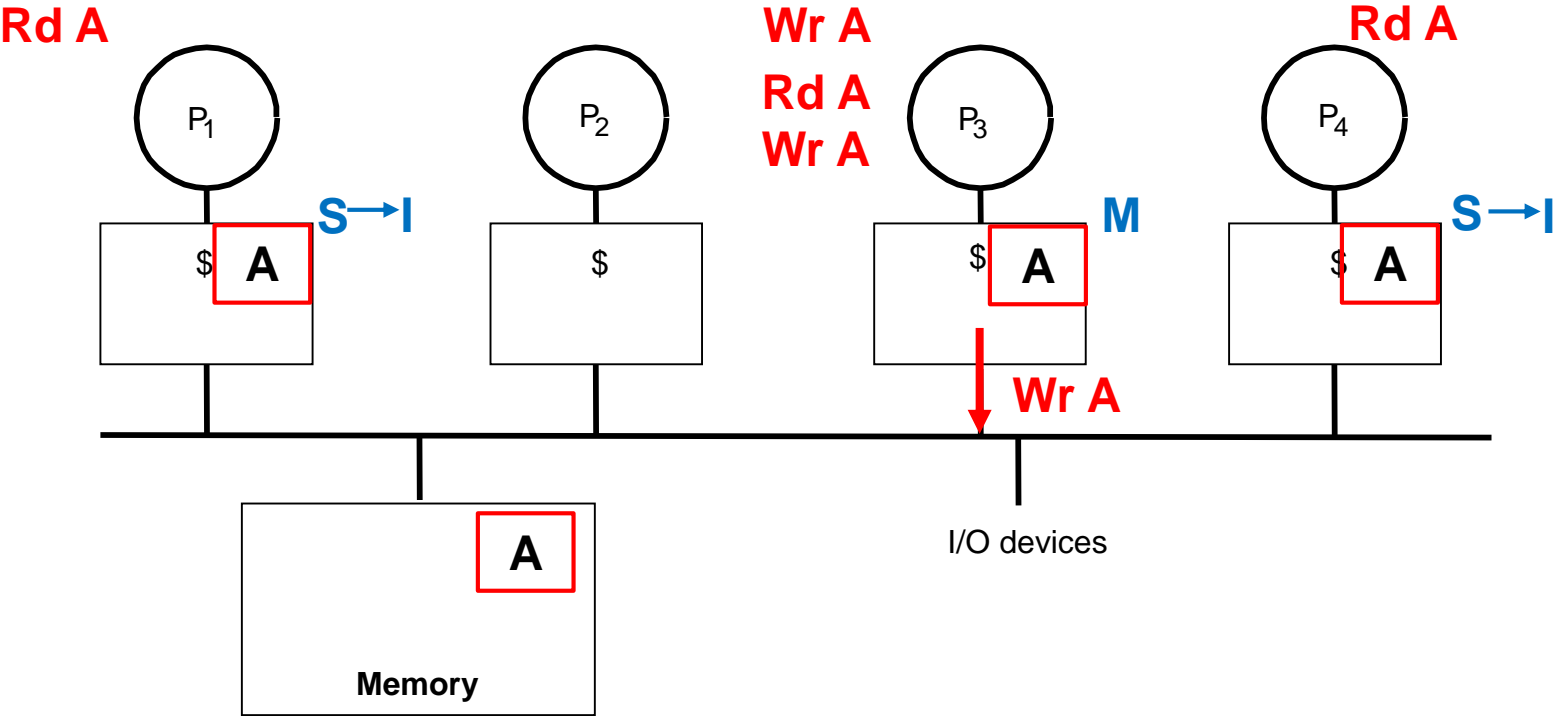 Rd A
Wr A
Rd A
Rd A
Wr A
P1
P2
P3
P4
S→I
M
S→I
$ A
$
$ A
$ A
Wr A
A
Memory
I/O devices